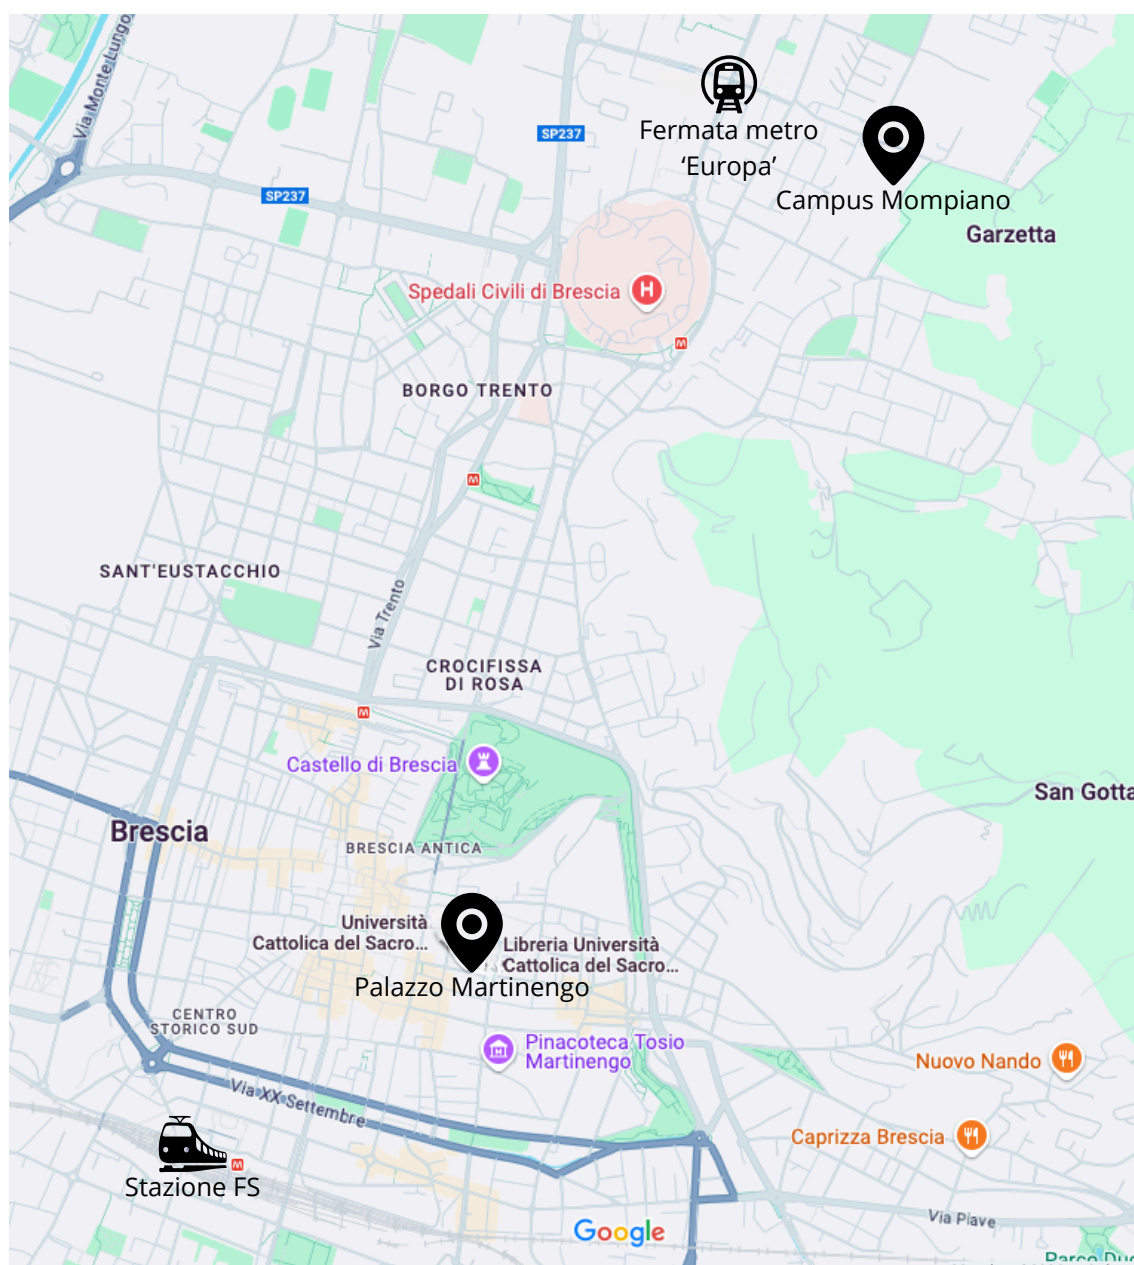 Via Monte Lungo
Fermata metro
‘Europa’
SP237
Campus Mompiano
SP237
Garzetta
Spedali Civili di Brescia
H
M
BORGO TRENTO
M
SANT'EUSTACCHIO
Via Trento
CROCIFISSA
DI ROSA
M
Castello di Brescia
San Gotta
Brescia
BRESCIA ANTICA
Università
Cattolica del Sacro...
Libreria Università
Cattolica del Sacro...
Palazzo Martinengo
CENTRO
STORICO SUD
Pinacoteca Tosio
Martinengo
Nuovo Nando
Via XX Settembre
Caprizza Brescia
M
Stazione FS
Via Piave
Google
Parco Duc